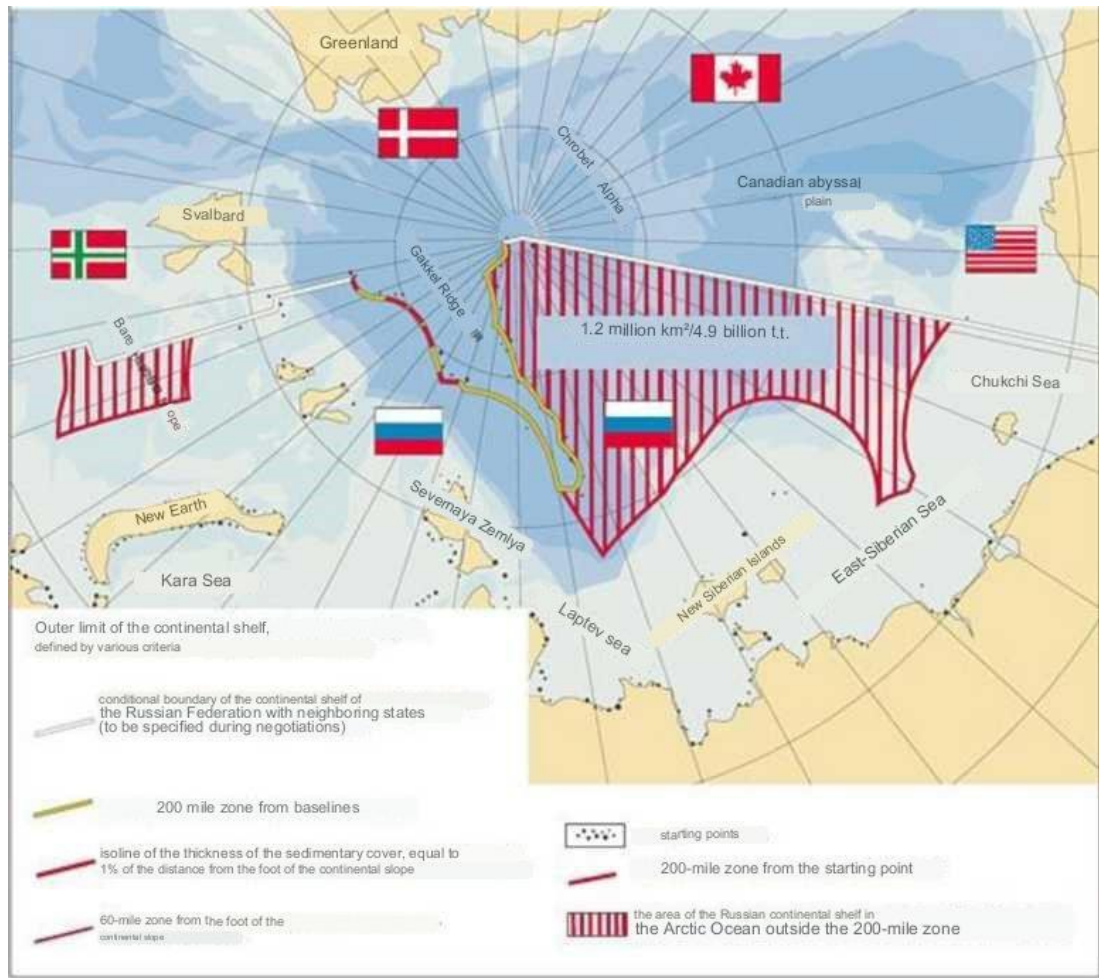 Greenland
Chrobet Alpha
Canadian abyssal
plain
Svalbard
Gakkel Ridge
1.2 million km²/4.9 billion t.t.
Bare
ope
Chukchi Sea
New Earth
Severnaya Zemlya
Kara Sea
New Siberian Islands
East-Siberian Sea
Laptev sea
Outer limit of the continental shelf,
defined by various criteria
conditional boundary of the continental shelf of
the Russian Federation with neighboring states
(to be specified during negotiations)
200 mile zone from baselines
isoline of the thickness of the sedimentary cover, equal to
1% of the distance from the foot of the continental slope
60-mile zone from the foot of the
continental slope
starting points
200-mile zone from the starting point
the area of the Russian continental shelf in
the Arctic Ocean outside the 200-mile zone